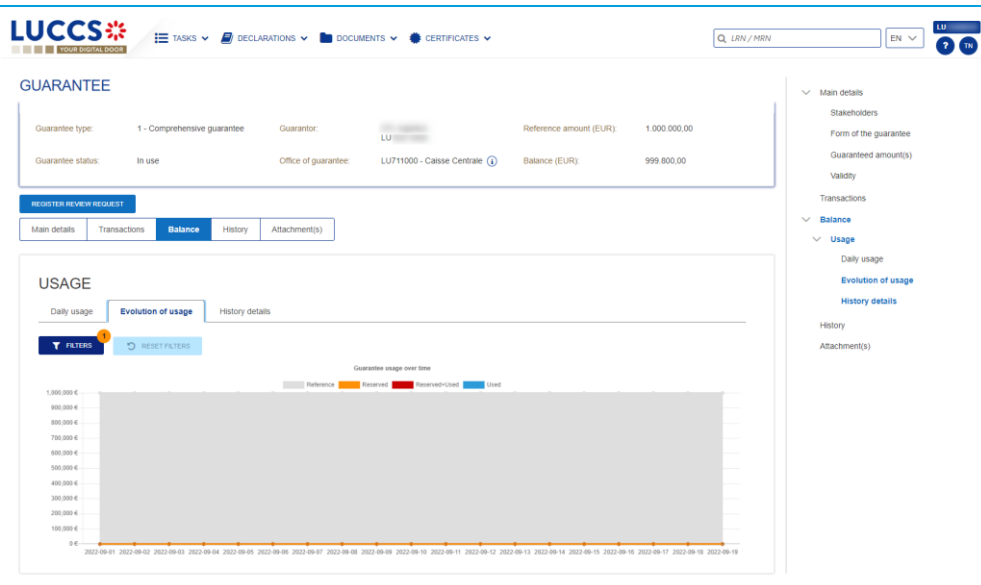 LUCCS
YOUR DIGITAL DOOR
TASKS
DECLARATIONS
DOCUMENTS
CERTIFICATES
LRN / MRN
EN
LU
?
TN
GUARANTEE
Guarantee type: 1 - Comprehensive guarantee Guarantor: LU Reference amount (EUR): 1.000.000,00
Guarantee status: In use Office of guarantee: LU711000 - Caisse Centrale i Balance (EUR): 999.800,00
REGISTER REVIEW REQUEST
Main details Transactions Balance History Attachment(s)
USAGE
Daily usage Evolution of usage History details
FILTERS 1 RESET FILTERS
Guarantee usage over time
Reference Reserved Reserved+Used Used
1,000,000 €
900,000 €
800,000 €
700,000 €
600,000 €
500,000 €
400,000 €
300,000 €
200,000 €
100,000 €
0 €
2022-09-01 2022-09-02 2022-09-03 2022-09-04 2022-09-05 2022-09-06 2022-09-07 2022-09-08 2022-09-09 2022-09-10 2022-09-11 2022-09-12 2022-09-13 2022-09-14 2022-09-15 2022-09-16 2022-09-17 2022-09-18 2022-09-19
Main details
Stakeholders
Form of the guarantee
Guaranteed amount(s)
Validity
Transactions
Balance
Usage
Daily usage
Evolution of usage
History details
History
Attachment(s)